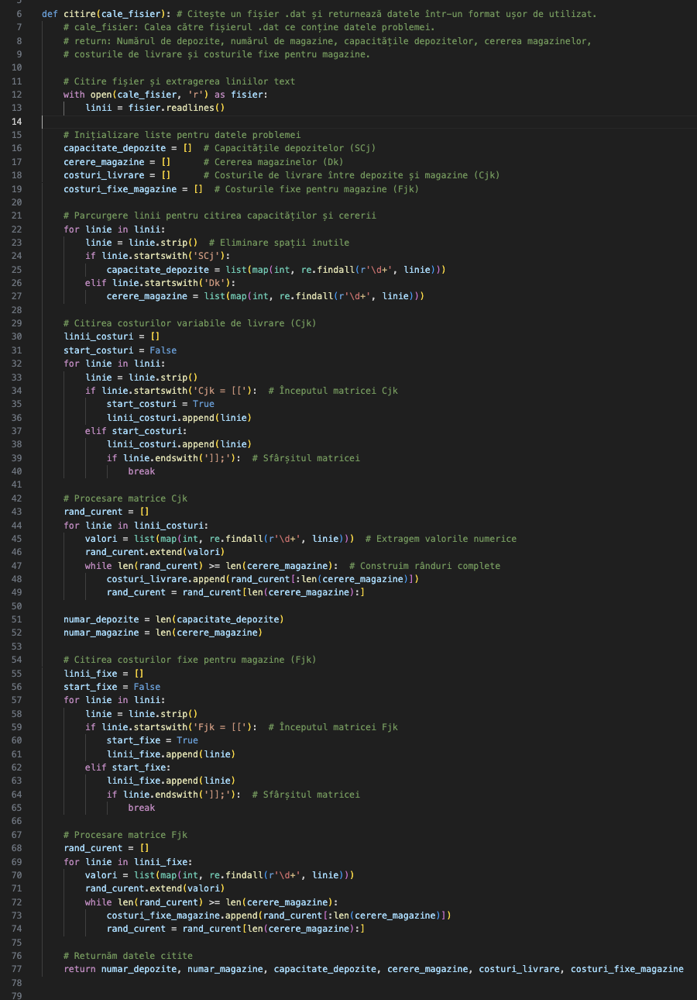 6 def citire(cale_fisier): # Citește un fișier .dat și returnează datele într-un format ușor de utilizat.
7 # cale_fisier: Calea către fișierul .dat ce conține datele problemei.
8 # return: Numărul de depozite, numărul de magazine, capacitățile depozitelor, cererea magazinelor,
9 # costurile de livrare și costurile fixe pentru magazine.
10
11 # Citire fișier și extragerea liniilor text
12 with open(cale_fisier, 'r') as fisier:
13 linii = fisier.readlines()
14
15 # Inițializare liste pentru datele problemei
16 capacitate_depozite = [] # Capacitățile depozitelor (SCj)
17 cerere_magazine = [] # Cererea magazinelor (Dk)
18 costuri_livrare = [] # Costurile de livrare între depozite și magazine (Cjk)
19 costuri_fixe_magazine = [] # Costurile fixe pentru magazine (Fjk)
20
21 # Parcurgere linii pentru citirea capacităților și cererii
22 for linie in linii:
23 linie = linie.strip() # Eliminare spații inutile
24 if linie.startswith('SCj'):
25 capacitate_depozite = list(map(int, re.findall(r'\d+', linie)))
26 elif linie.startswith('Dk'):
27 cerere_magazine = list(map(int, re.findall(r'\d+', linie)))
28
29 # Citirea costurilor variabile de livrare (Cjk)
30 linii_costuri = []
31 start_costuri = False
32 for linie in linii:
33 linie = linie.strip()
34 if linie.startswith('Cjk = [['): # Începutul matricei Cjk
35 start_costuri = True
36 linii_costuri.append(linie)
37 elif start_costuri:
38 linii_costuri.append(linie)
39 if linie.endswith(']];'): # Sfârșitul matricei
40 break
41
42 # Procesare matrice Cjk
43 rand_curent = []
44 for linie in linii_costuri:
45 valori = list(map(int, re.findall(r'\d+', linie))) # Extragem valorile numerice
46 rand_curent.extend(valori)
47 while len(rand_curent) >= len(cerere_magazine): # Construim rânduri complete
48 costuri_livrare.append(rand_curent[:len(cerere_magazine)])
49 rand_curent = rand_curent[len(cerere_magazine):]
50
51 numar_depozite = len(capacitate_depozite)
52 numar_magazine = len(cerere_magazine)
53
54 # Citirea costurilor fixe pentru magazine (Fjk)
55 linii_fixe = []
56 start_fixe = False
57 for linie in linii:
58 linie = linie.strip()
59 if linie.startswith('Fjk = [['): # Începutul matricei Fjk
60 start_fixe = True
61 linii_fixe.append(linie)
62 elif start_fixe:
63 linii_fixe.append(linie)
64 if linie.endswith(']];'): # Sfârșitul matricei
65 break
66
67 # Procesare matrice Fjk
68 rand_curent = []
69 for linie in linii_fixe:
70 valori = list(map(int, re.findall(r'\d+', linie)))
71 rand_curent.extend(valori)
72 while len(rand_curent) >= len(cerere_magazine):
73 costuri_fixe_magazine.append(rand_curent[:len(cerere_magazine)])
74 rand_curent = rand_curent[len(cerere_magazine):]
75
76 # Returnăm datele citite
77 return numar_depozite, numar_magazine, capacitate_depozite, cerere_magazine, costuri_livrare, costuri_fixe_magazine
78
79